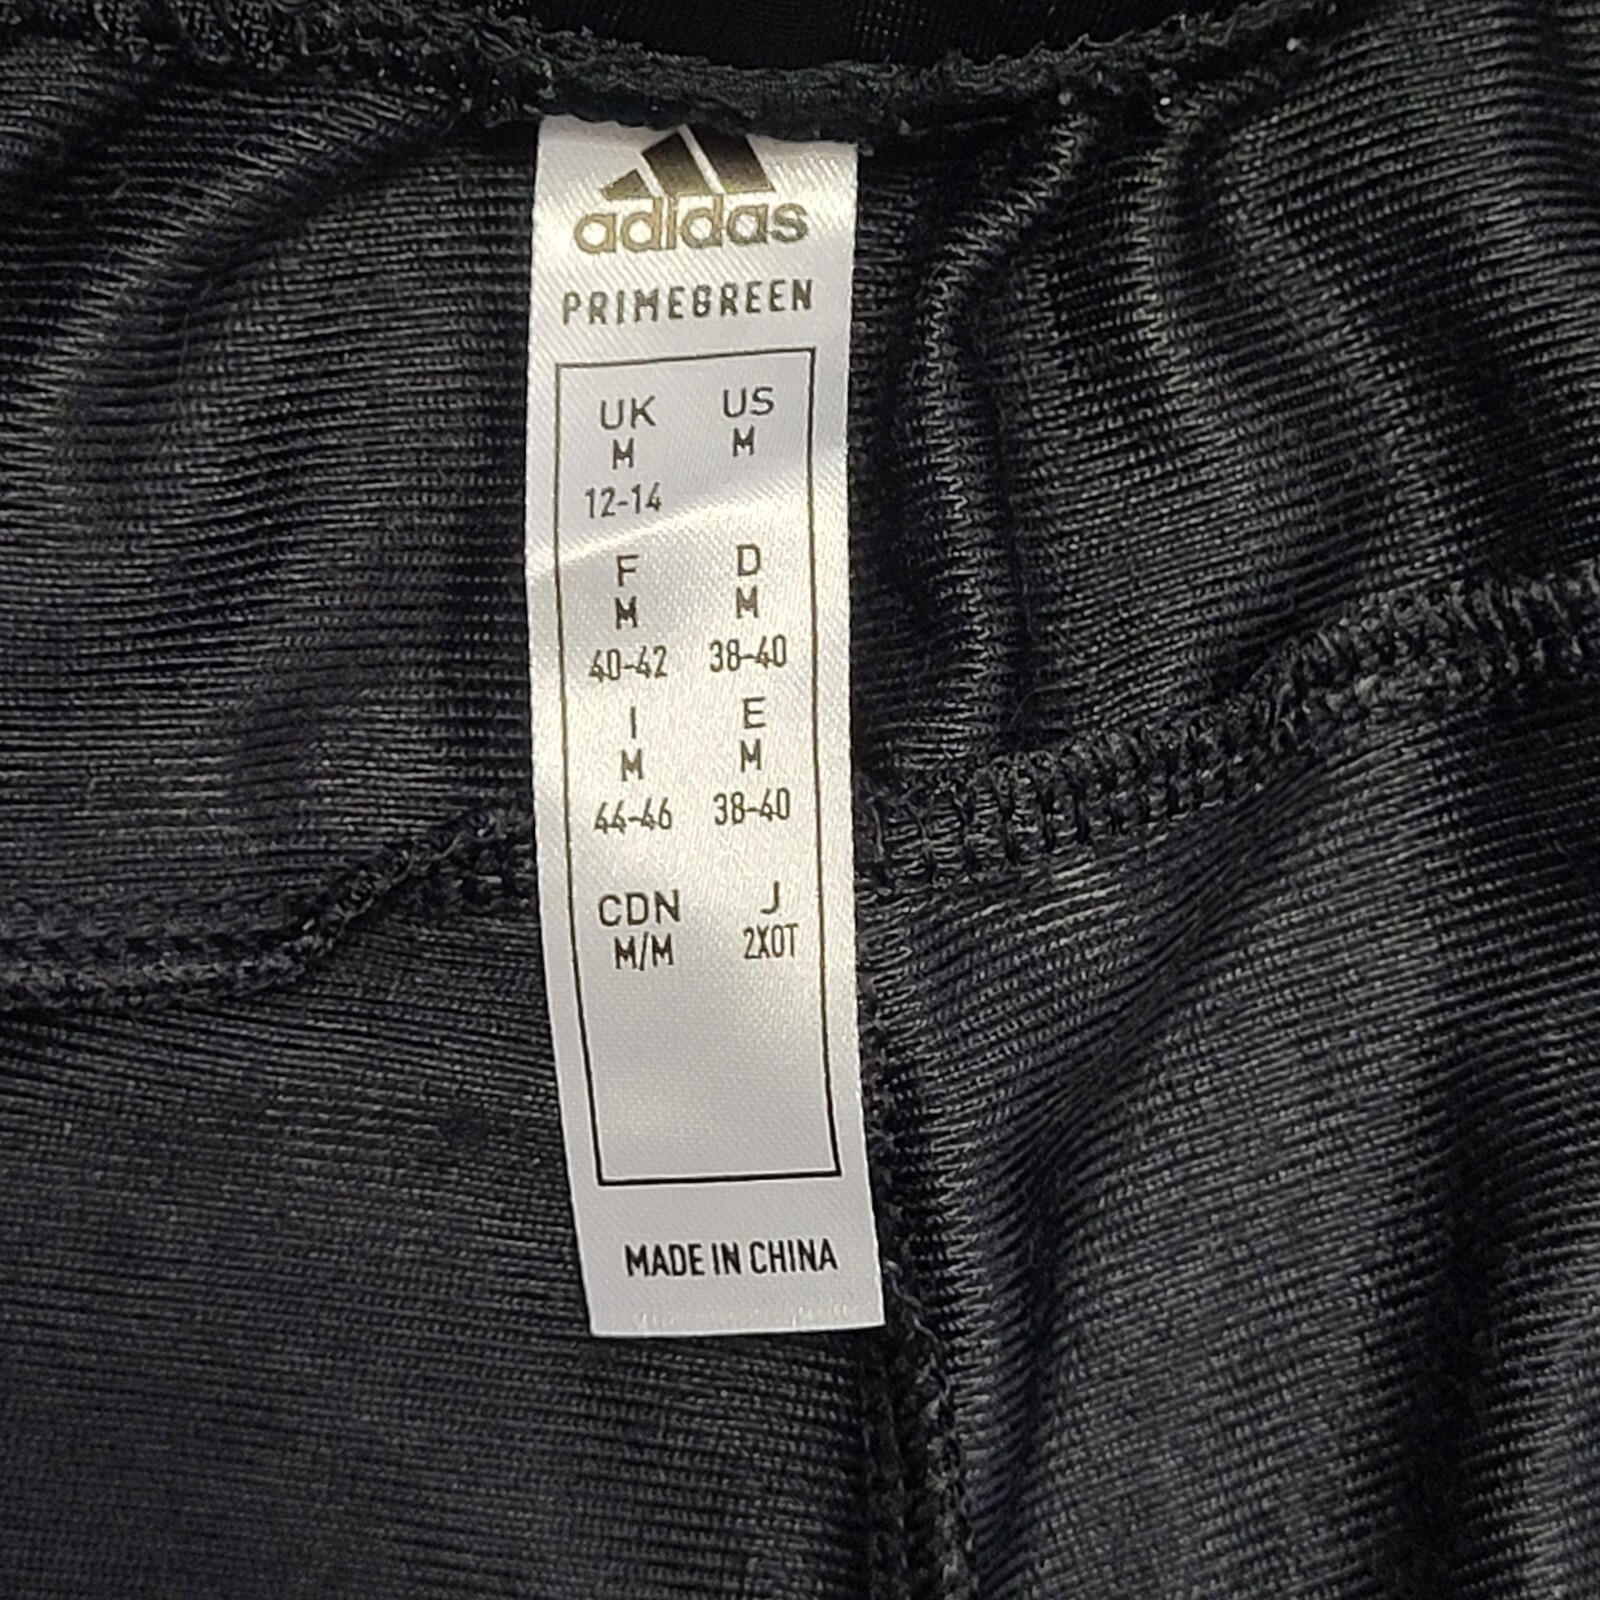 adidas
PRIMEGREEN
UK US
M M
12-14
F D
M M
40-42 38-40
I E
M M
44-46 38-40
CDN J
M/M 2XOT
MADE IN CHINA